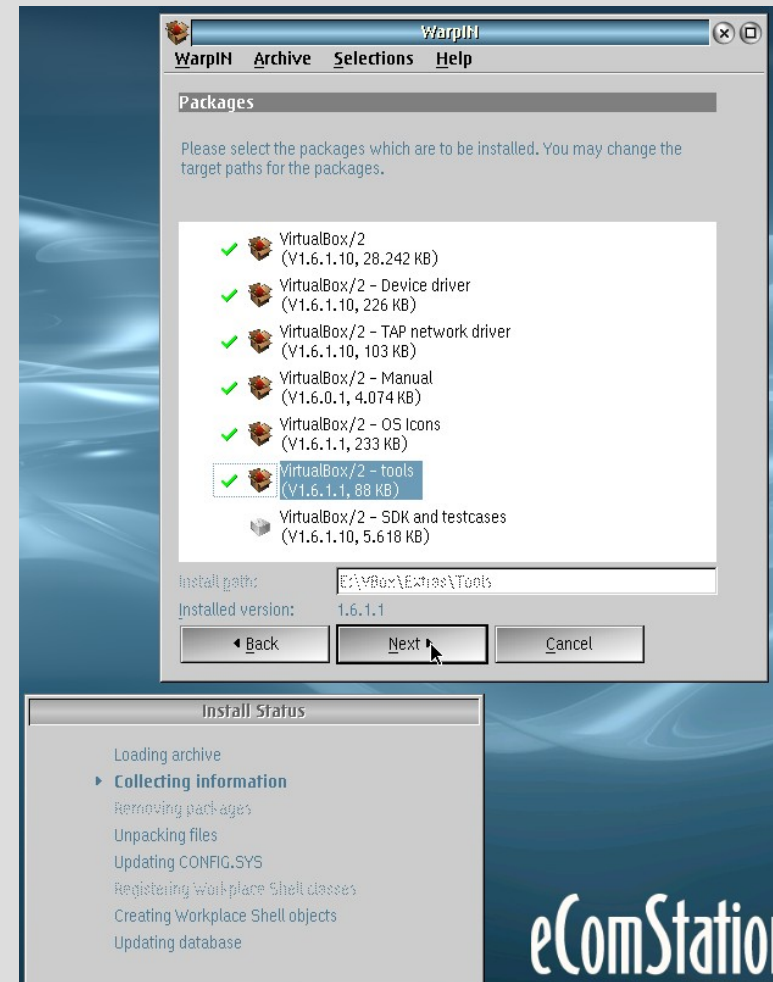 WarpIN
WarpIN Archive Selections Help
Packages
Please select the packages which are to be installed. You may change the
target paths for the packages.
VirtualBox/2
(V1.6.1.10, 28.242 KB)
VirtualBox/2 - Device driver
(V1.6.1.10, 226 KB)
VirtualBox/2 - TAP network driver
(V1.6.1.10, 103 KB)
VirtualBox/2 - Manual
(V1.6.0.1, 4.074 KB)
VirtualBox/2 - OS Icons
(V1.6.1.1, 233 KB)
VirtualBox/2 - tools
(V1.6.1.1, 88 KB)
VirtualBox/2 - SDK and testcases
(V1.6.1.10, 5.618 KB)
Install path: E:\VBox\Extras\Tools
Installed version: 1.6.1.1
Back Next Cancel
Install Status
Loading archive
Collecting information
Removing packages
Unpacking files
Updating CONFIG.SYS
Registering Workplace Shell classes
Creating Workplace Shell objects
Updating database
eComStation